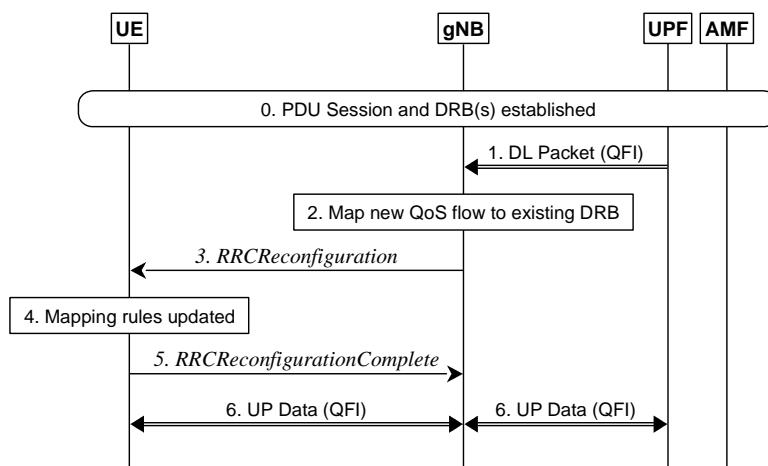 UE gNB UPF AMF
0. PDU Session and DRB(s) established
1. DL Packet (QFI)
2. Map new QoS flow to existing DRB
3. RRCReconfiguration
4. Mapping rules updated
5. RRCReconfigurationComplete
6. UP Data (QFI) 6. UP Data (QFI)